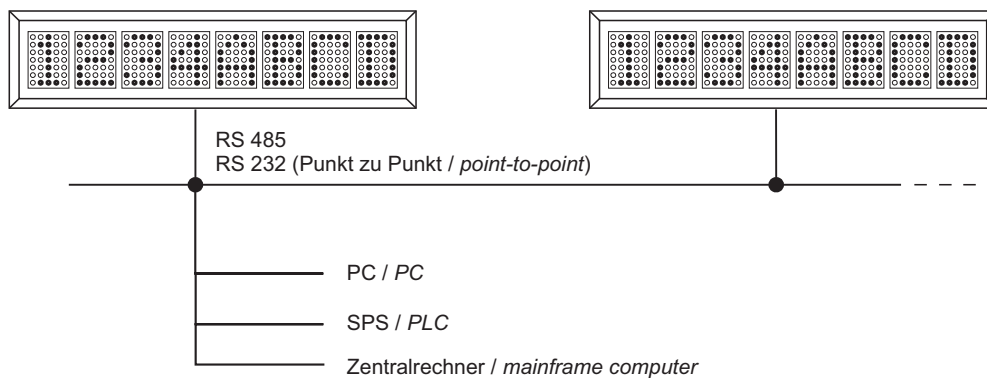 RS 485
RS 232 (Punkt zu Punkt / point-to-point)
PC / PC
SPS / PLC
Zentralrechner / mainframe computer